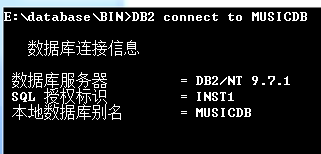 E:\database\BIN>DB2 connect to MUSICDB
数据库连接信息
数据库服务器 = DB2/NT 9.7.1
SQL 授权标识 = INST1
本地数据库别名 = MUSICDB